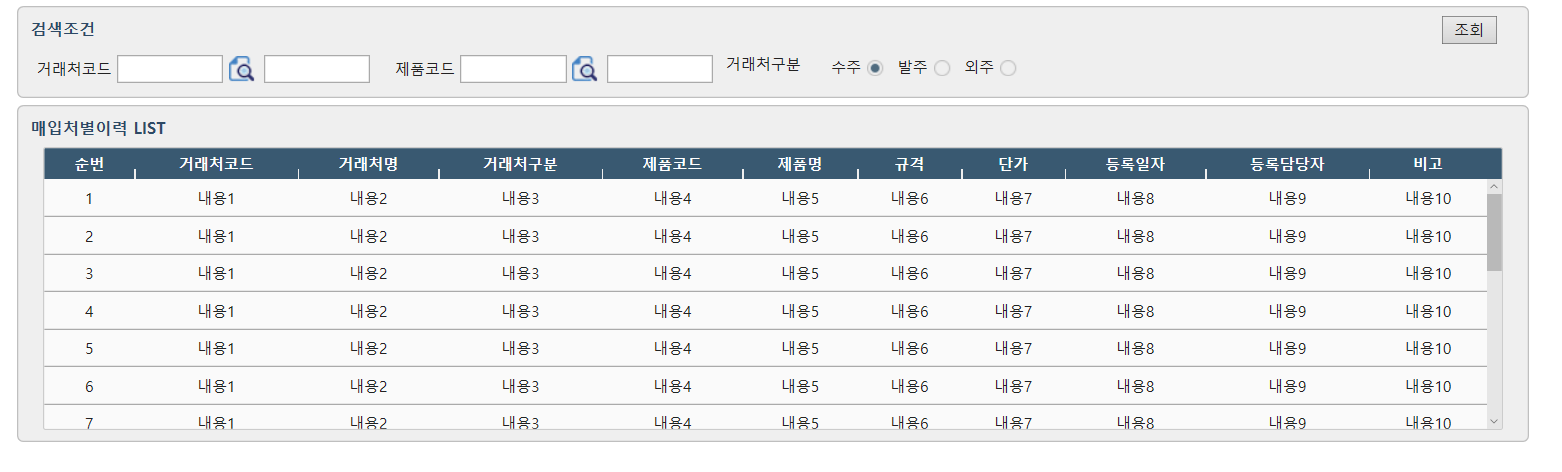 검색조건
조회
거래처코드 제품코드 거래처구분 수주 발주 외주
매입처별이력 LIST
순번 거래처코드 거래처명 거래처구분 제품코드 제품명 규격 단가 등록일자 등록담당자 비고
1 내용1 내용2 내용3 내용4 내용5 내용6 내용7 내용8 내용9 내용10
2 내용1 내용2 내용3 내용4 내용5 내용6 내용7 내용8 내용9 내용10
3 내용1 내용2 내용3 내용4 내용5 내용6 내용7 내용8 내용9 내용10
4 내용1 내용2 내용3 내용4 내용5 내용6 내용7 내용8 내용9 내용10
5 내용1 내용2 내용3 내용4 내용5 내용6 내용7 내용8 내용9 내용10
6 내용1 내용2 내용3 내용4 내용5 내용6 내용7 내용8 내용9 내용10
7 내용1 내용2 내용3 내용4 내용5 내용6 내용7 내용8 내용9 내용10